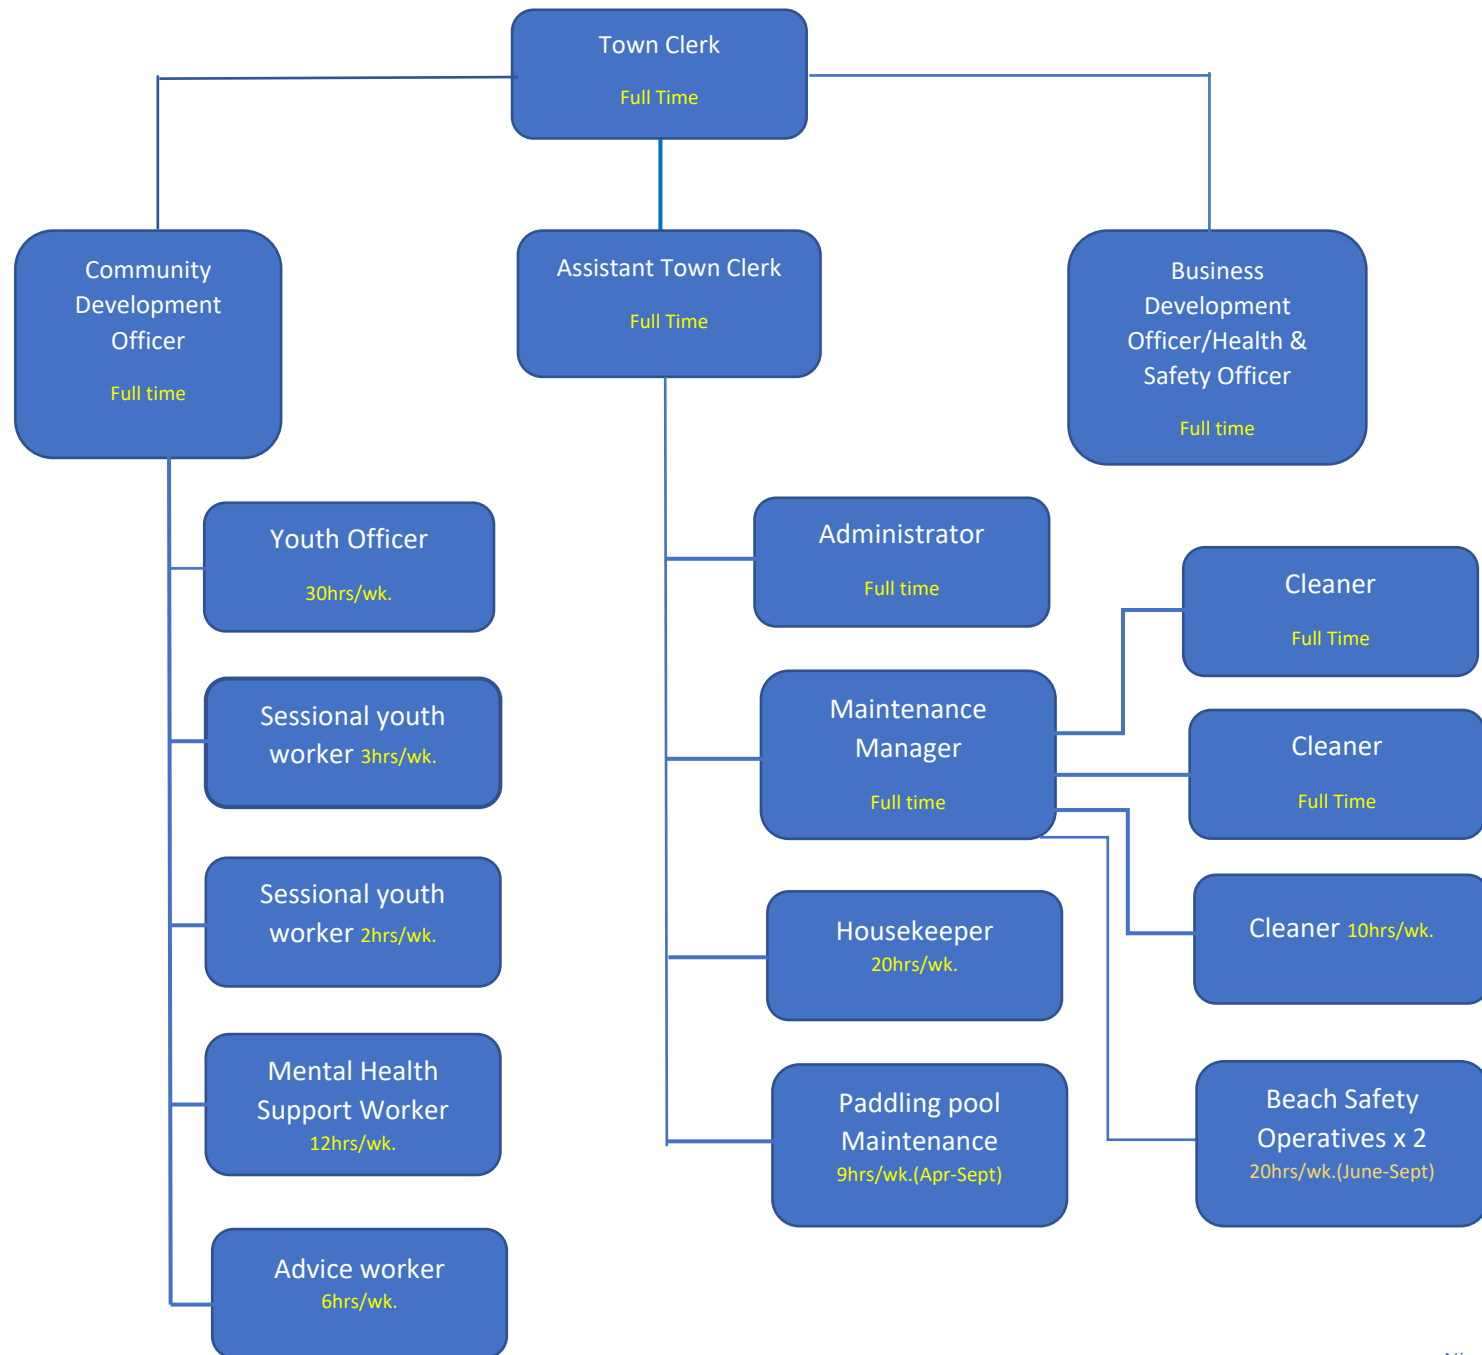 Town Clerk
Full Time
Community
Development
Officer
Full time
Assistant Town Clerk
Full Time
Business
Development
Officer/Health &
Safety Officer
Full time
Youth Officer
30hrs/wk.
Sessional youth
worker 3hrs/wk.
Sessional youth
worker 2hrs/wk.
Mental Health
Support Worker
12hrs/wk.
Advice worker
6hrs/wk.
Administrator
Full time
Maintenance
Manager
Full time
Housekeeper
20hrs/wk.
Paddling pool
Maintenance
9hrs/wk.(Apr-Sept)
Cleaner
Full Time
Cleaner
Full Time
Cleaner 10hrs/wk.
Beach Safety
Operatives x 2
20hrs/wk.(June-Sept)